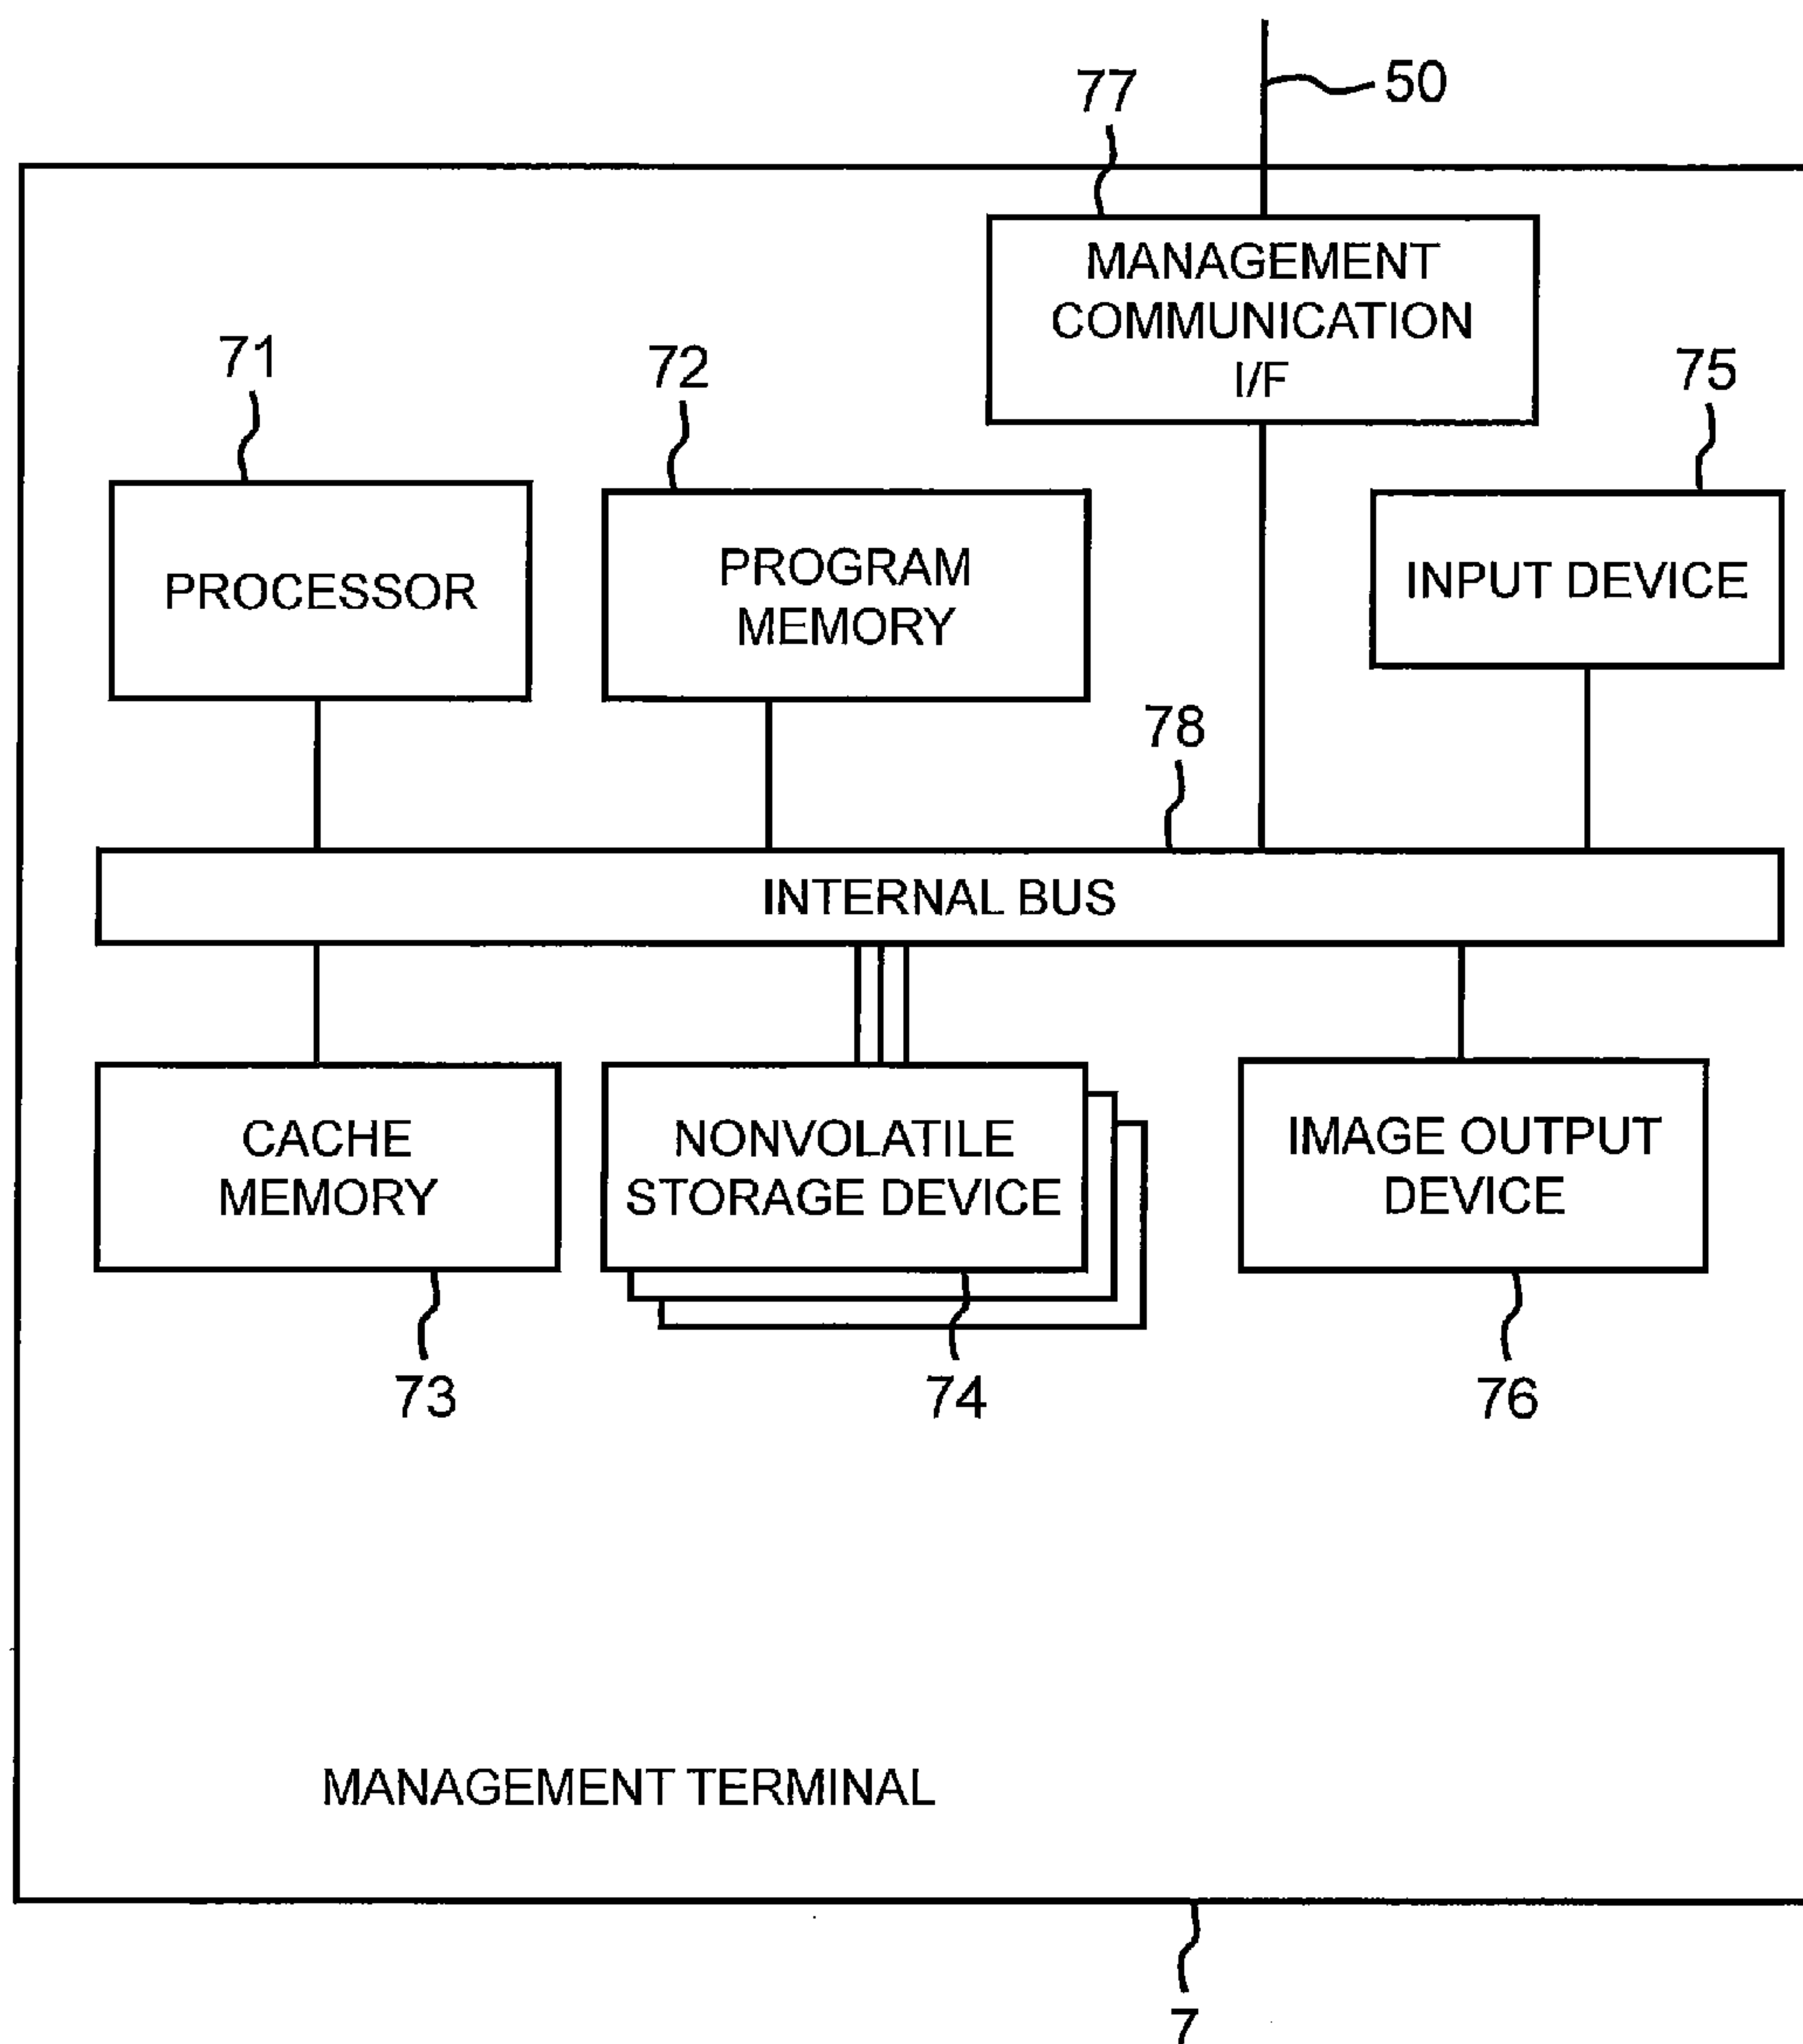 50
77
MANAGEMENT
COMMUNICATION
I/F
71
72
75
PROCESSOR
PROGRAM
MEMORY
INPUT DEVICE
78
INTERNAL BUS
CACHE
MEMORY
NONVOLATILE
STORAGE DEVICE
IMAGE OUTPUT
DEVICE
73
74
76
MANAGEMENT TERMINAL
7